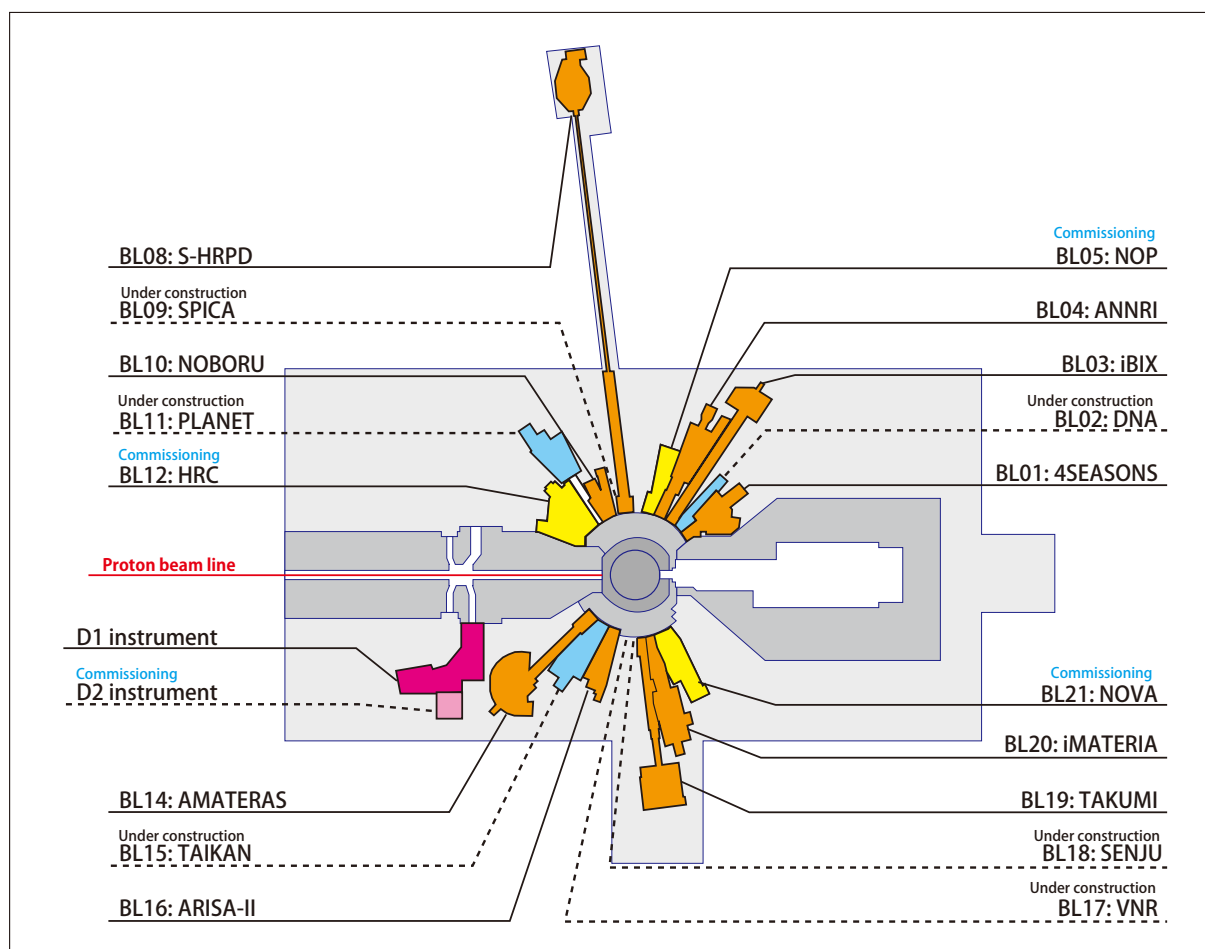 BL08: S-HRPD
Under construction
BL09: SPICA
BL10: NOBORU
Under construction
BL11: PLANET
Commissioning
BL12: HRC
Proton beam line
D1 instrument
Commissioning
D2 instrument
BL14: AMATERAS
Under construction
BL15: TAIKAN
BL16: ARISA-II
Commissioning
BL05: NOP
BL04: ANNRI
BL03: iBIX
Under construction
BL02: DNA
BL01: 4SEASONS
Commissioning
BL21: NOVA
BL20: iMATERIA
BL19: TAKUMI
Under construction
BL18: SENJU
Under construction
BL17: VNR